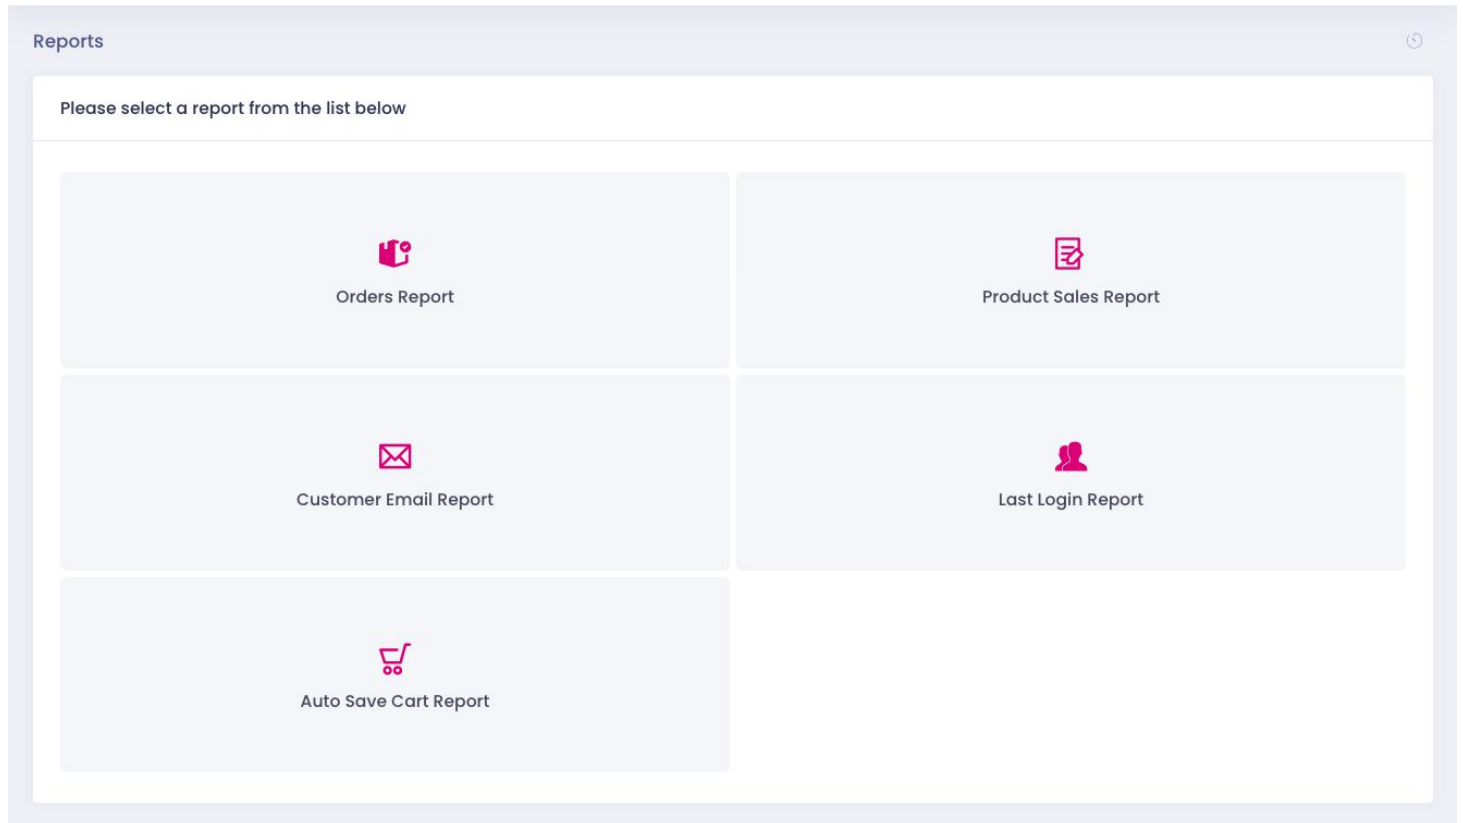 Reports
Please select a report from the list below
Orders Report
Product Sales Report
Customer Email Report
Last Login Report
Auto Save Cart Report